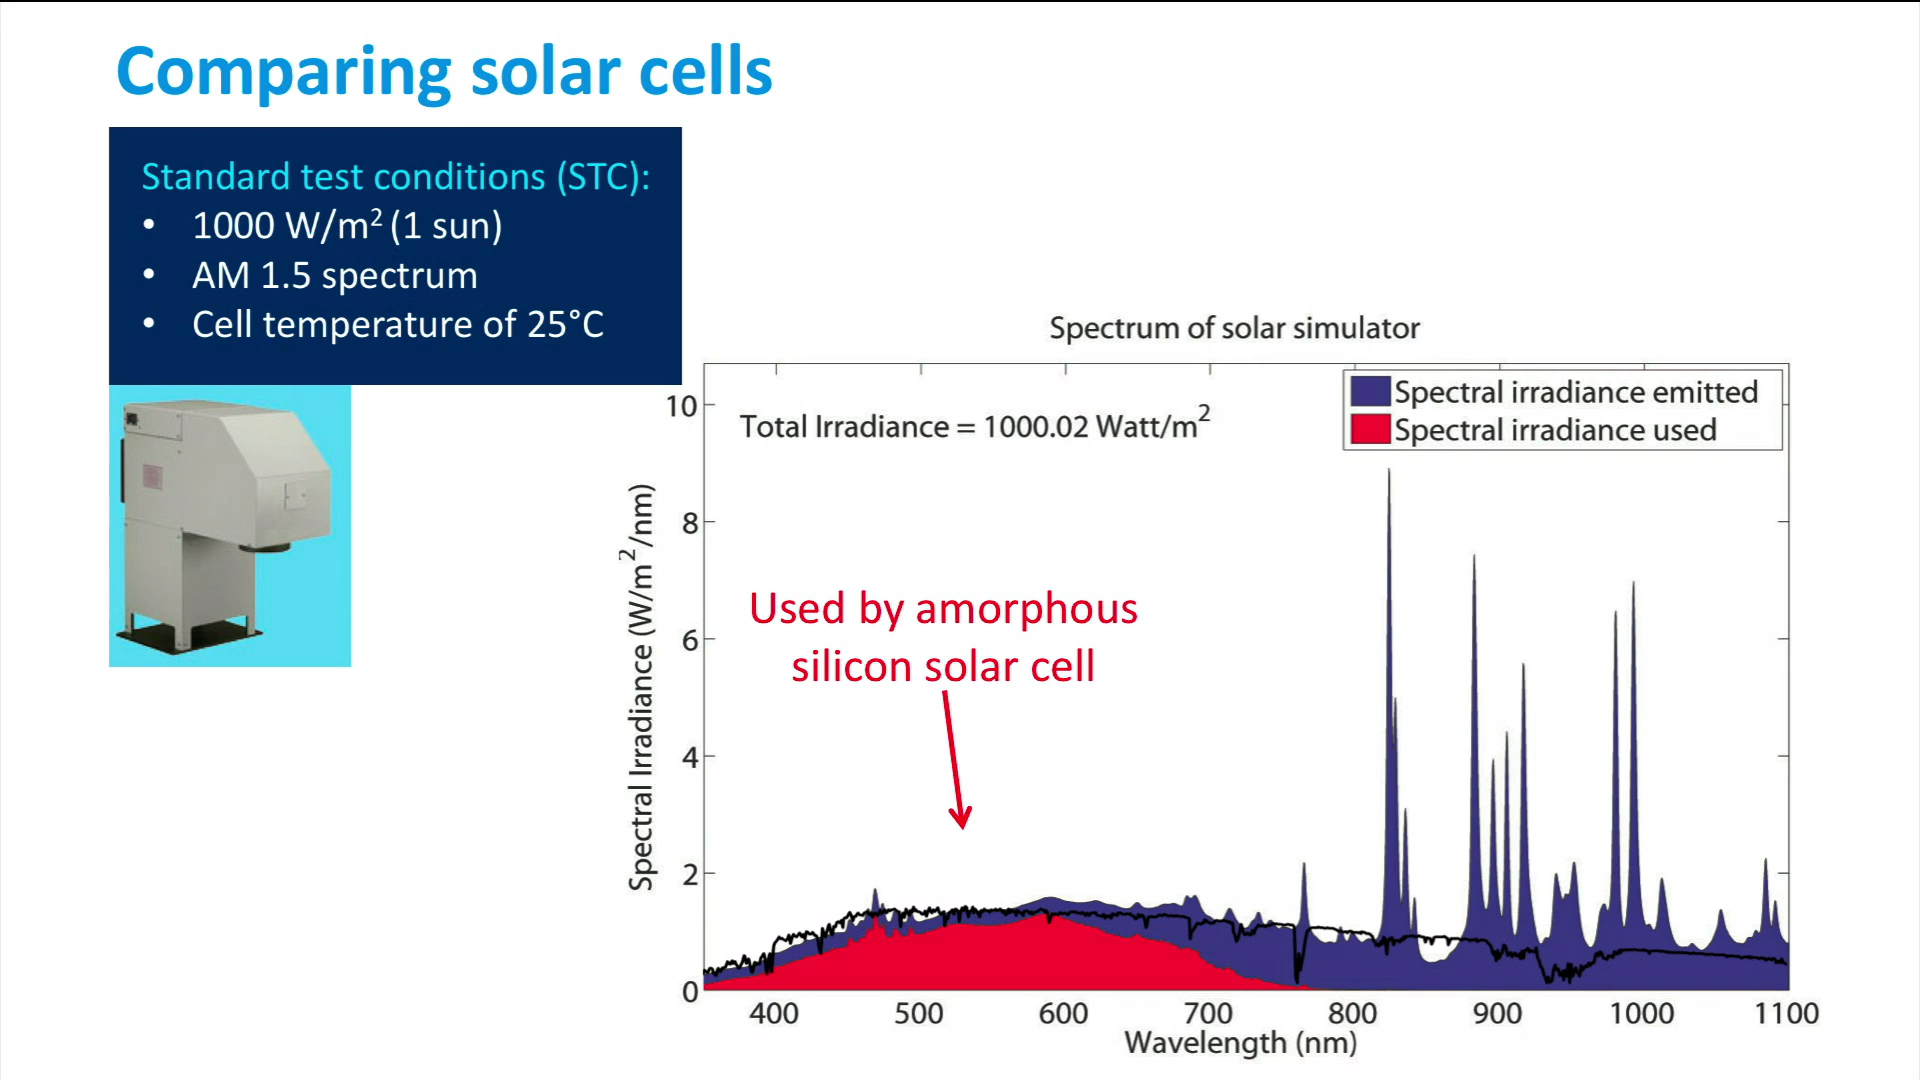 Comparing solar cells
Standard test conditions (STC):
• 1000 W/m² (1 sun)
• AM 1.5 spectrum
• Cell temperature of 25°C
Spectrum of solar simulator
Total Irradiance = 1000.02 Watt/m²
Spectral irradiance emitted
Spectral irradiance used
Used by amorphous
silicon solar cell
Spectral Irradiance (W/m²/nm)
10
8
6
4
2
0
400 500 600 700 800 900 1000 1100
Wavelength (nm)